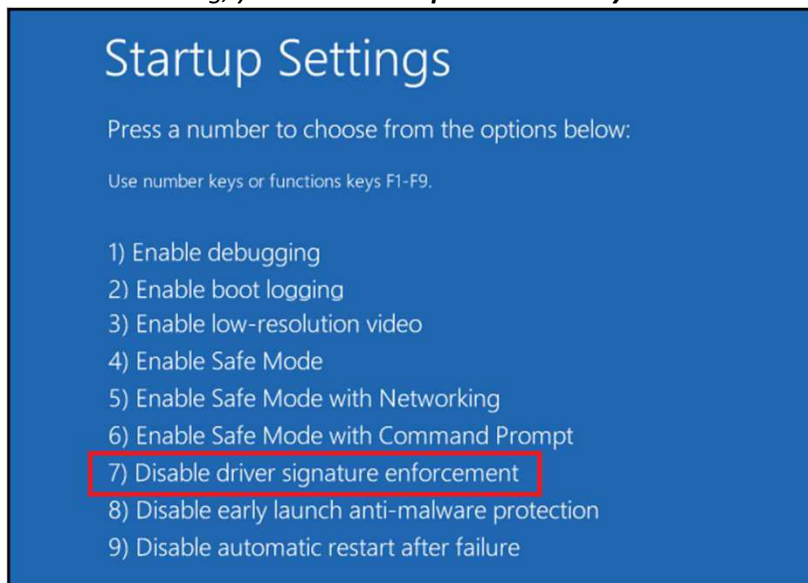 Startup Settings
Press a number to choose from the options below:
Use number keys or functions keys F1-F9.
1) Enable debugging
2) Enable boot logging
3) Enable low-resolution video
4) Enable Safe Mode
5) Enable Safe Mode with Networking
6) Enable Safe Mode with Command Prompt
7) Disable driver signature enforcement
8) Disable early launch anti-malware protection
9) Disable automatic restart after failure